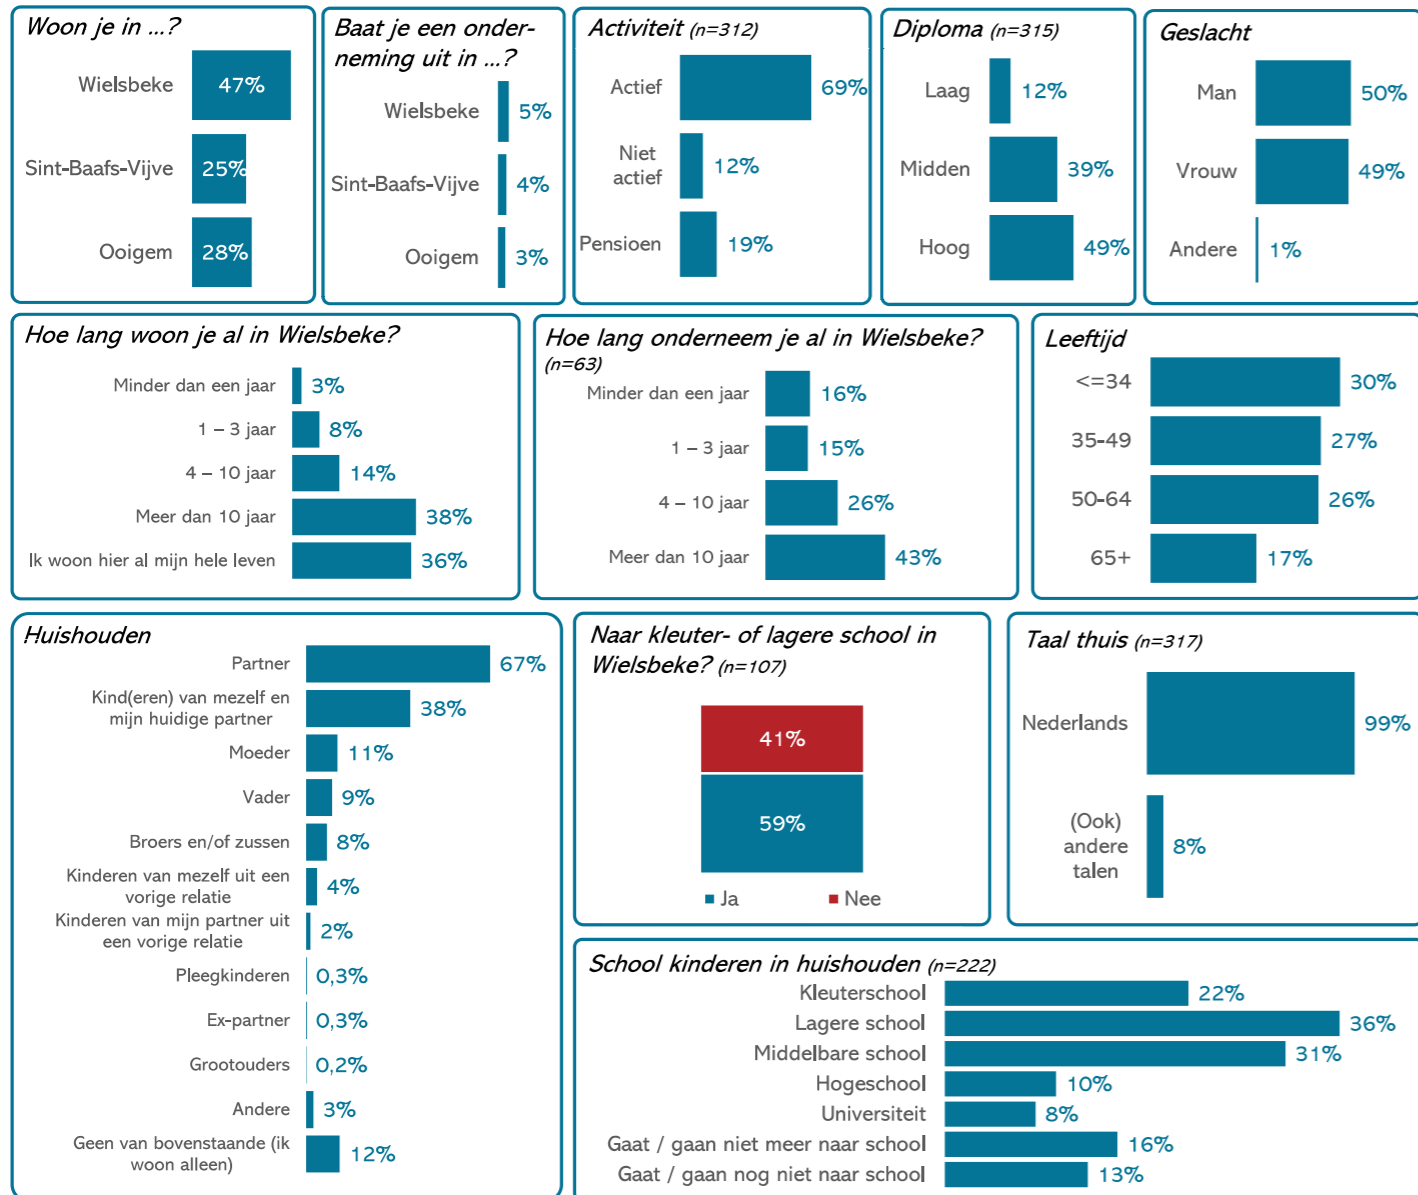 Woon je in ...?
Wielsbeke
47%
Sint-Baafs-Vijve
25%
Ooigem
28%
Baat je een onder-
neming uit in ...?
Wielsbeke
5%
Sint-Baafs-Vijve
4%
Ooigem
3%
Activiteit (n=312)
Actief
69%
Niet
actief
12%
Pensioen
19%
Diploma (n=315)
Laag
12%
Midden
39%
Hoog
49%
Geslacht
Man
50%
Vrouw
49%
Andere
1%
Hoe lang woon je al in Wielsbeke?
Minder dan een jaar
3%
1 – 3 jaar
8%
4 – 10 jaar
14%
Meer dan 10 jaar
38%
Ik woon hier al mijn hele leven
36%
Hoe lang onderneem je al in Wielsbeke?
(n=63)
Minder dan een jaar
16%
1 – 3 jaar
15%
4 – 10 jaar
26%
Meer dan 10 jaar
43%
Leeftijd
<=34
30%
35-49
27%
50-64
26%
65+
17%
Huishouden
Partner
67%
Kind(eren) van mezelf en
mijn huidige partner
38%
Moeder
11%
Vader
9%
Broers en/of zussen
8%
Kinderen van mezelf uit een
vorige relatie
4%
Kinderen van mijn partner uit
een vorige relatie
2%
Pleegkinderen
0,3%
Ex-partner
0,3%
Grootouders
0,2%
Andere
3%
Geen van bovenstaande (ik
woon alleen)
12%
Naar kleuter- of lagere school in
Wielsbeke? (n=107)
41%
59%
Ja
Nee
Taal thuis (n=317)
Nederlands
99%
(Ook)
andere
talen
8%
School kinderen in huishouden (n=222)
Kleuterschool
22%
Lagere school
36%
Middelbare school
31%
Hogeschool
10%
Universiteit
8%
Gaat / gaan niet meer naar school
16%
Gaat / gaan nog niet naar school
13%